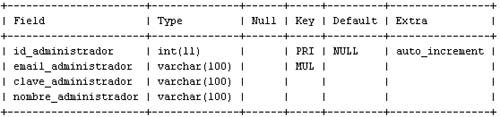 +----------------------+--------------+------+-----+---------+----------------+
| Field | Type | Null | Key | Default | Extra |
+----------------------+--------------+------+-----+---------+----------------+
| id_administrador | int(11) | | PRI | NULL | auto_increment |
| email_administrador | varchar(100) | | MUL | | |
| clave_administrador | varchar(100) | | | | |
| nombre_administrador | varchar(100) | | | | |
+----------------------+--------------+------+-----+---------+----------------+